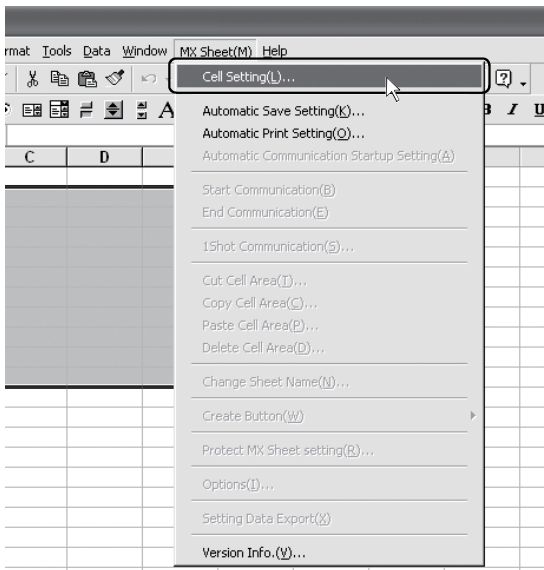 rmat Tools Data Window MX Sheet(M) Help
Cell Setting(L)...
Automatic Save Setting(K)...
A B I U
Automatic Print Setting(O)...
C D
Automatic Communication Startup Setting(A)
Start Communication(B)
End Communication(E)
1Shot Communication(S)...
Cut Cell Area(T)...
Copy Cell Area(C)...
Paste Cell Area(P)...
Delete Cell Area(D)...
Change Sheet Name(N)...
Create Button(W)
Protect MX Sheet setting(R)...
Options(I)...
Setting Data Export(X)
Version Info.(V)...